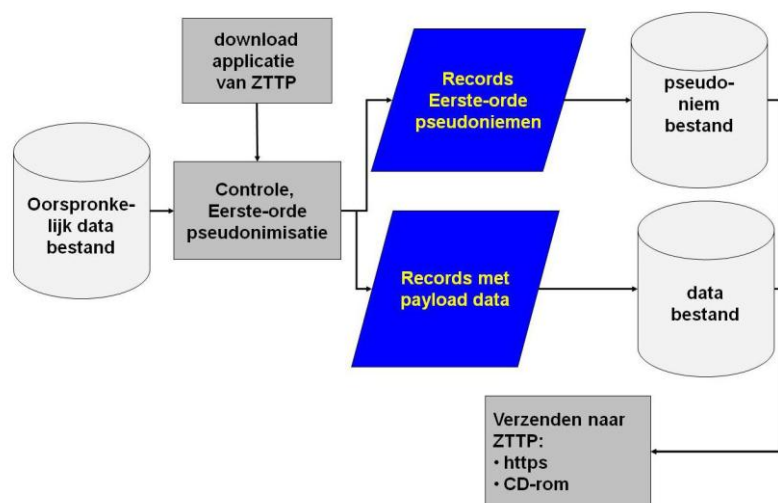 download
applicatie
van ZTTP
Records
Eerste-orde
pseudoniemen
pseudo-
niem
bestand
Oorspronke-
lijk data
bestand
Controle,
Eerste-orde
pseudonimisatie
Records met
payload data
data
bestand
Verzenden naar
ZTTP:
• https
• CD-rom